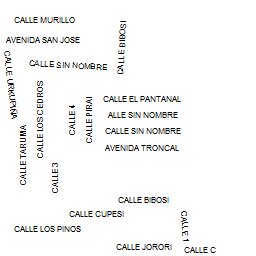 CALLE MURILLO
CALLE BIBOSI
AVENIDA SAN JOSE
CALLE SIN NOMBRE
CALLE URKUPIÑA
CALLE LOS CEDROS
CALLE 4
CALLE PIRAI
CALLE EL PANTANAL
ALLE SIN NOMBRE
CALLE SIN NOMBRE
CALLE TARUMA
AVENIDA TRONCAL
CALLE 3
CALLE BIBOSI
CALLE CUPESI
CALLE 1
CALLE LOS PINOS
CALLE JORORI
CALLE C